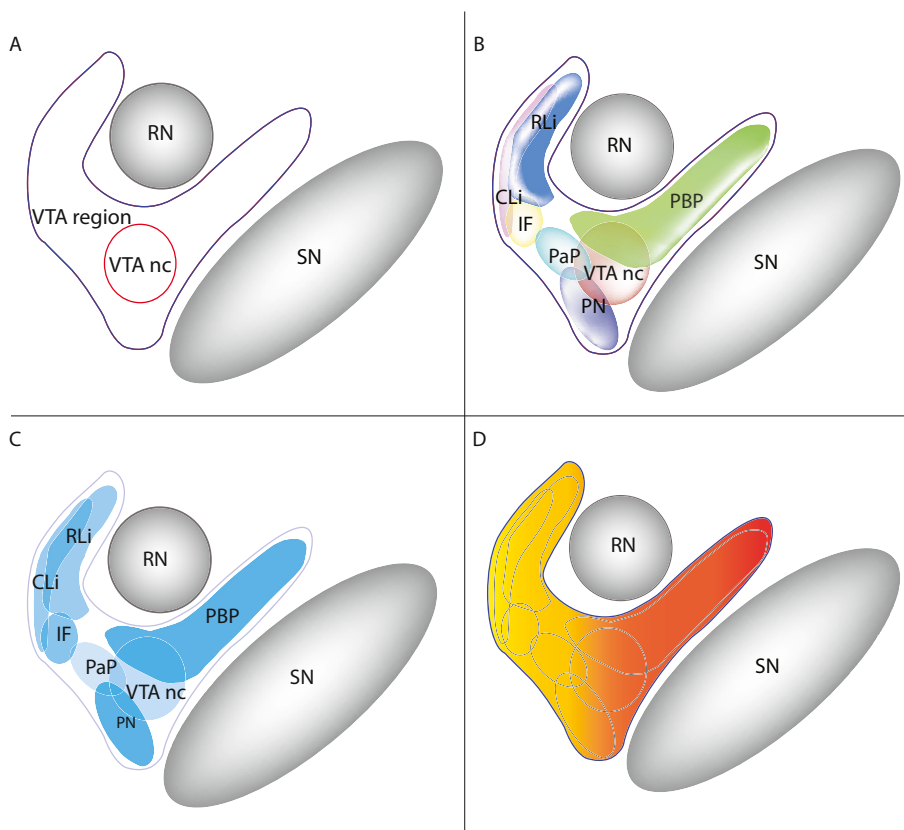 A
RN
VTA region
VTA nc
SN
B
RLi
RN
CLi
IF
PBP
PaP
VTA nc
PN
SN
C
RLi
RN
CLi
IF
PBP
PaP
VTA nc
PN
SN
D
RN
SN